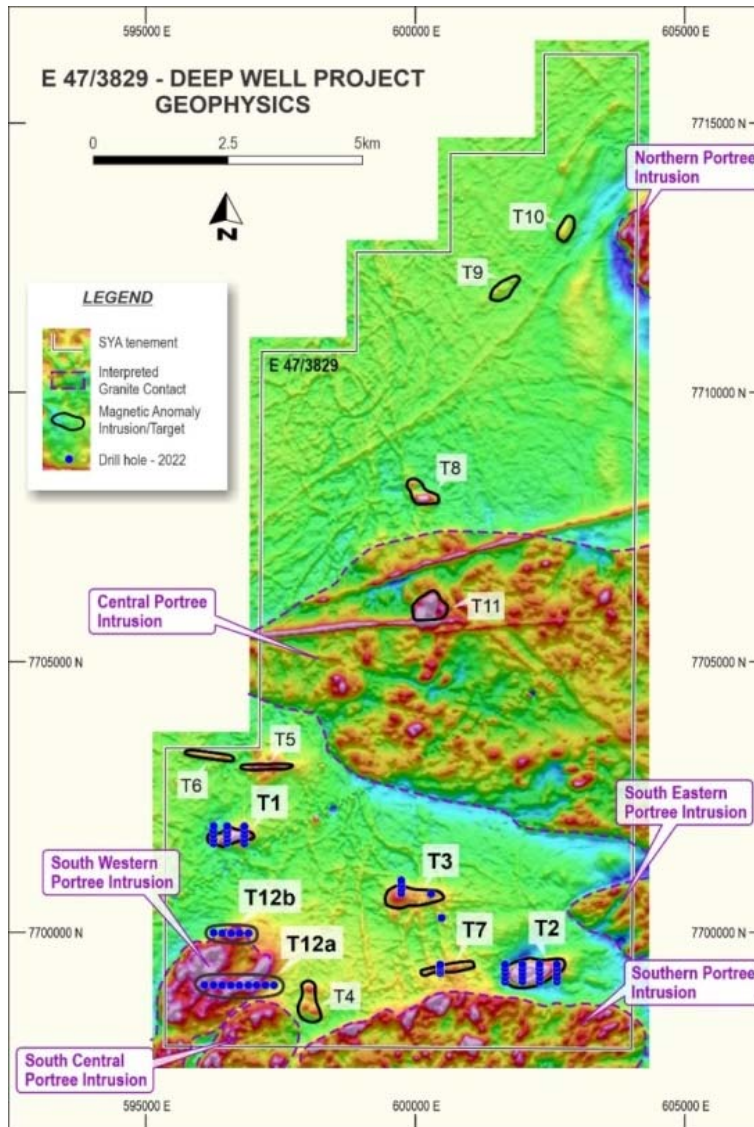 595000 E
600000 E
605000 E
E 47/3829 - DEEP WELL PROJECT
GEOPHYSICS
0
2.5
5km
N
7715000 N
7715000 N
Northern Portree
Intrusion
T10
T9
LEGEND
SYA tenement
Interpreted
Granite Contact
Magnetic Anomaly
Intrusion/Target
Drill hole - 2022
E 47/3829
7710000 N
7710000 N
T8
Central Portree
Intrusion
T11
7705000 N
7705000 N
T5
T6
T1
South Eastern
Portree Intrusion
South Western
Portree Intrusion
T3
T12b
7700000 N
7700000 N
T12a
T7
T2
T4
Southern Portree
Intrusion
South Central
Portree Intrusion
595000 E
600000 E
605000 E